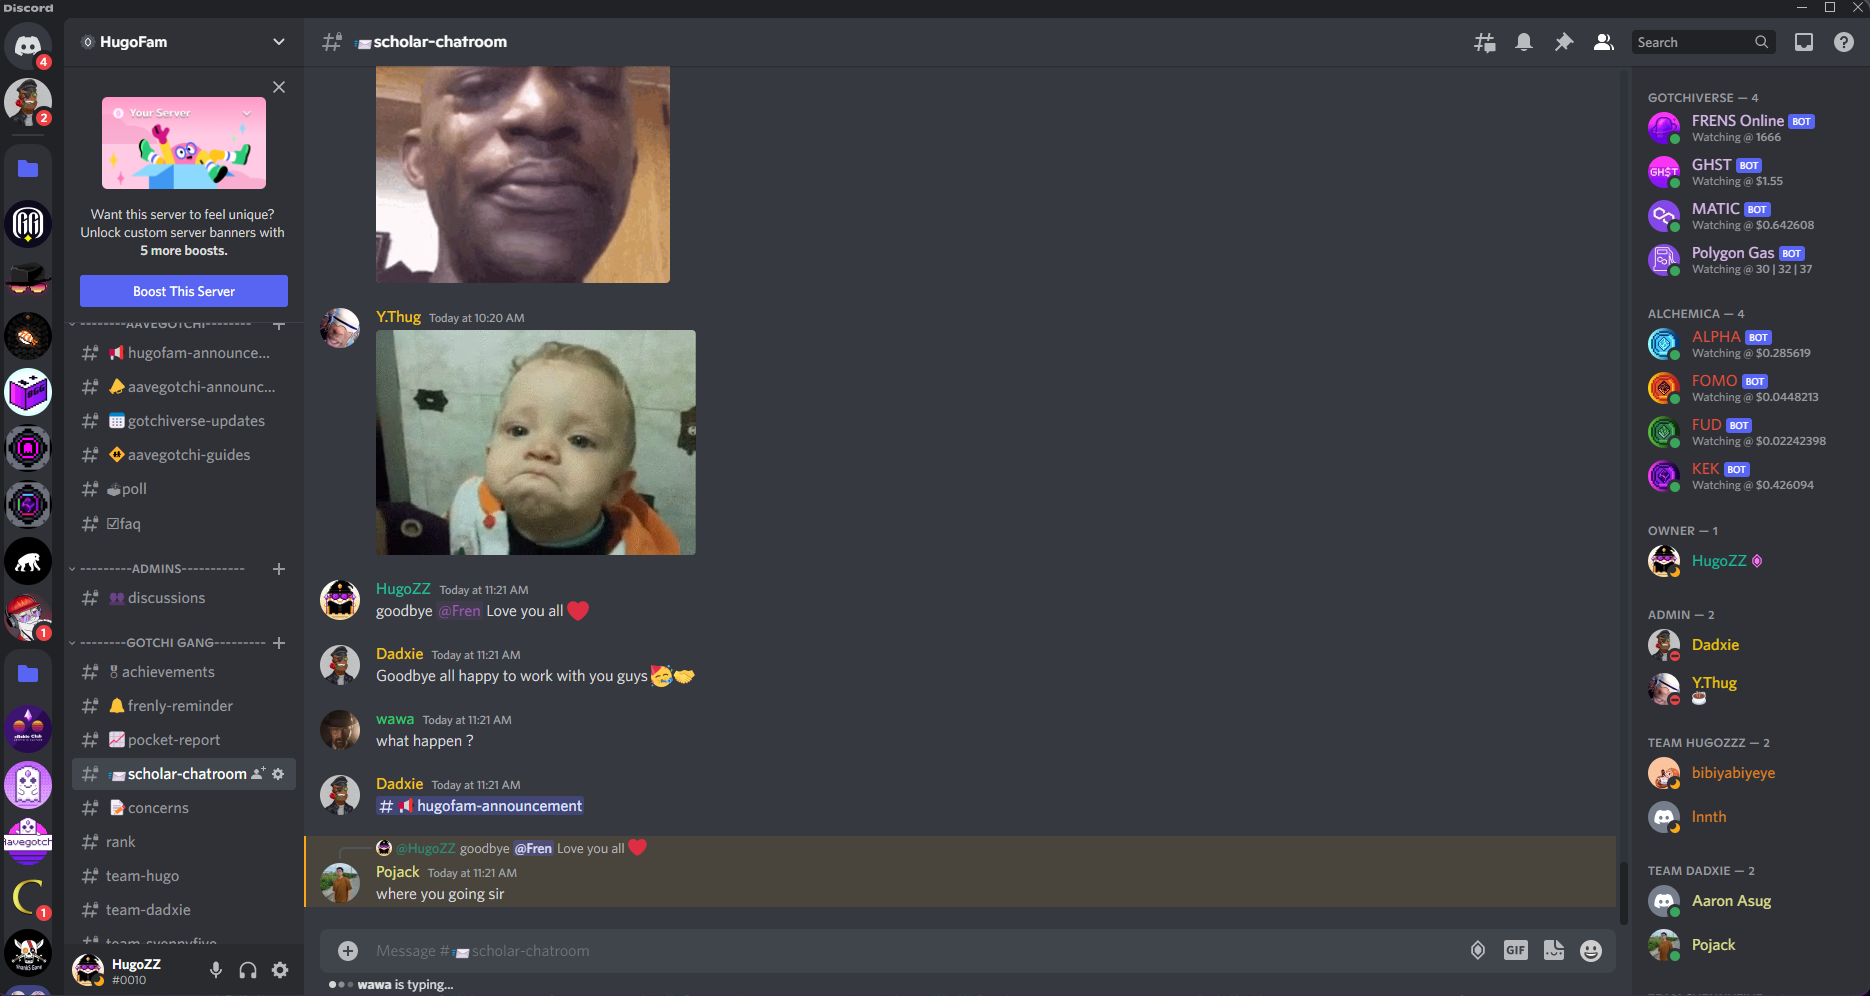 Discord
HugoFam
scholar-chatroom
Search
4
2
1
1
Your Server
Want this server to feel unique?
Unlock custom server banners with
5 more boosts.
Boost This Server
--------AAVEGOTCHI--------
hugofam-announce...
aavegotchi-announc...
gotchiverse-updates
aavegotchi-guides
poll
faq
---------ADMINS-----------
discussions
--------GOTCHI GANG---------
achievements
frenly-reminder
pocket-report
scholar-chatroom
concerns
rank
team-hugo
team-dadxie
HugoZZ
#0010
Y.Thug Today at 10:20 AM
HugoZZ Today at 11:21 AM
goodbye @Fren Love you all ❤️
Dadxie Today at 11:21 AM
Goodbye all happy to work with you guys 🥳🤝
wawa Today at 11:21 AM
what happen ?
Dadxie Today at 11:21 AM
# 📢 hugofam-announcement
@HugoZZ goodbye @Fren Love you all ❤️
Pojack Today at 11:21 AM
where you going sir
Message #📨scholar-chatroom
GIF
wawa is typing...
GOTCHIVERSE — 4
FRENS Online BOT
Watching @ 1666
GH$T
GHST BOT
Watching @ $1.55
MATIC BOT
Watching @ $0.642608
Polygon Gas BOT
Watching @ 30 | 32 | 37
ALCHEMICA — 4
ALPHA BOT
Watching @ $0.285619
FOMO BOT
Watching @ $0.0448213
FUD BOT
Watching @ $0.02242398
KEK BOT
Watching @ $0.426094
OWNER — 1
HugoZZ
ADMIN — 2
Dadxie
Y.Thug
TEAM HUGOZZZ — 2
bibiyabiyeye
Innth
TEAM DADXIE — 2
Aaron Asug
Pojack